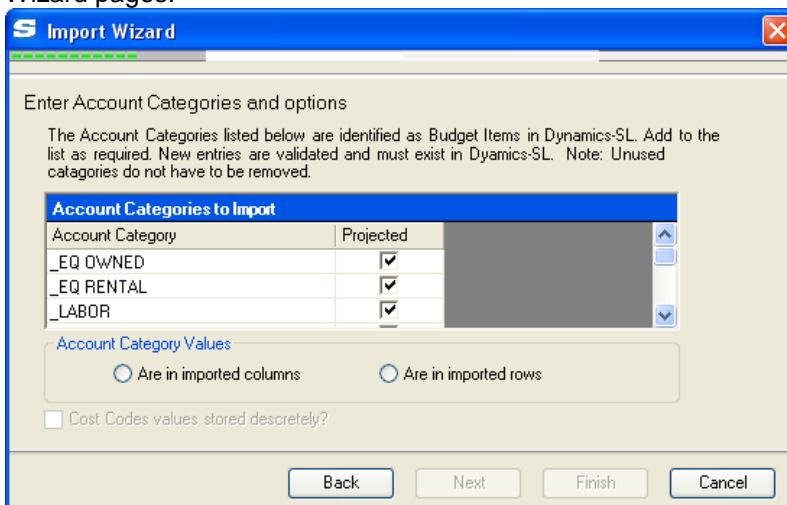 Wizard pages.
S Import Wizard
Enter Account Categories and options
The Account Categories listed below are identified as Budget Items in Dynamics-SL. Add to the
list as required. New entries are validated and must exist in Dyamics-SL. Note: Unused
catagories do not have to be removed.
Account Categories to Import
Account Category Projected
_EQ OWNED
_EQ RENTAL
_LABOR
Account Category Values
Are in imported columns Are in imported rows
Cost Codes values stored descretely?
Back Next Finish Cancel